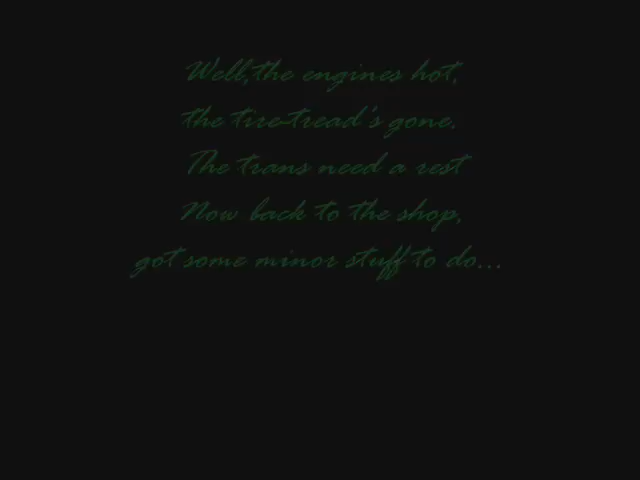 Well,the engines hot,
the tire-tread's gone.
The trans need a rest
Now back to the shop,
got some minor stuff to do...